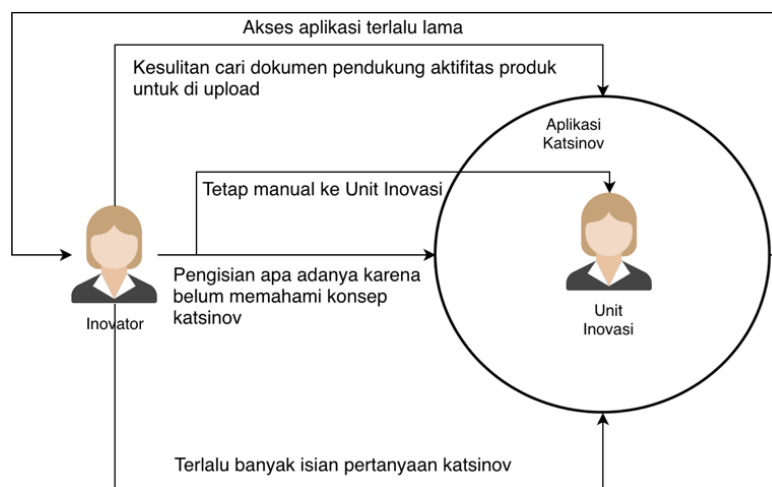 Akses aplikasi terlalu lama
Kesulitan cari dokumen pendukung aktifitas produk
untuk di upload
Aplikasi
Katsinov
Tetap manual ke Unit Inovasi
Pengisian apa adanya karena
belum memahami konsep
katsinov
Inovator
Unit
Inovasi
Terlalu banyak isian pertanyaan katsinov